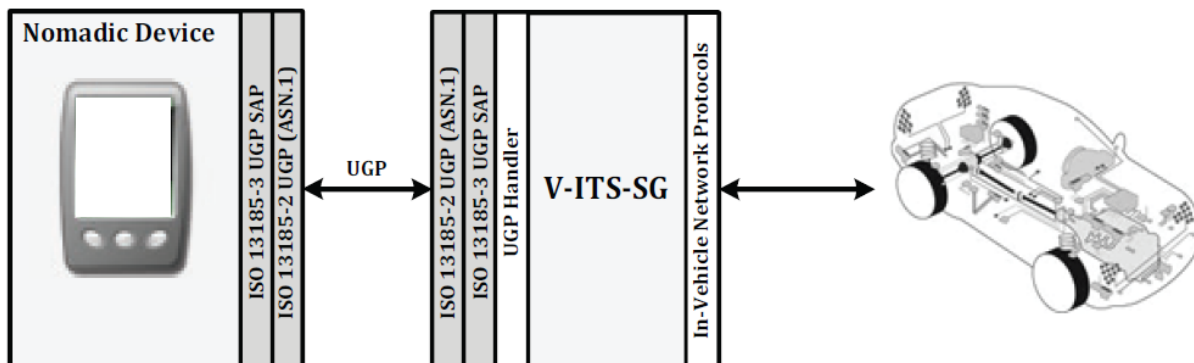 Nomadic Device
ISO 13185-3 UGP SAP
ISO 13185-2 UGP (ASN.1)
UGP
ISO 13185-2 UGP (ASN.1)
ISO 13185-3 UGP SAP
UGP Handler
V-ITS-SG
In-Vehicle Network Protocols